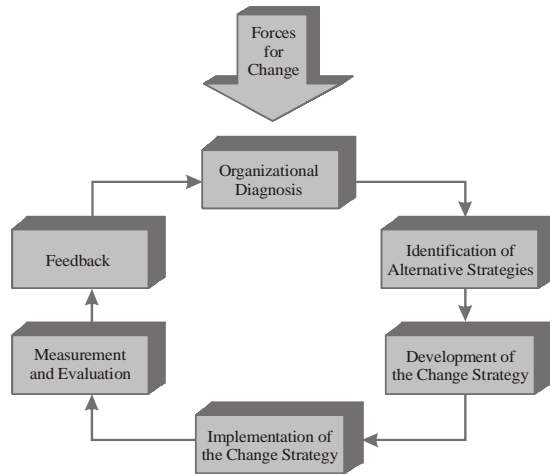 Forces
for
Change
Organizational
Diagnosis
Identification of
Alternative Strategies
Development of
the Change Strategy
Implementation of
the Change Strategy
Measurement
and Evaluation
Feedback